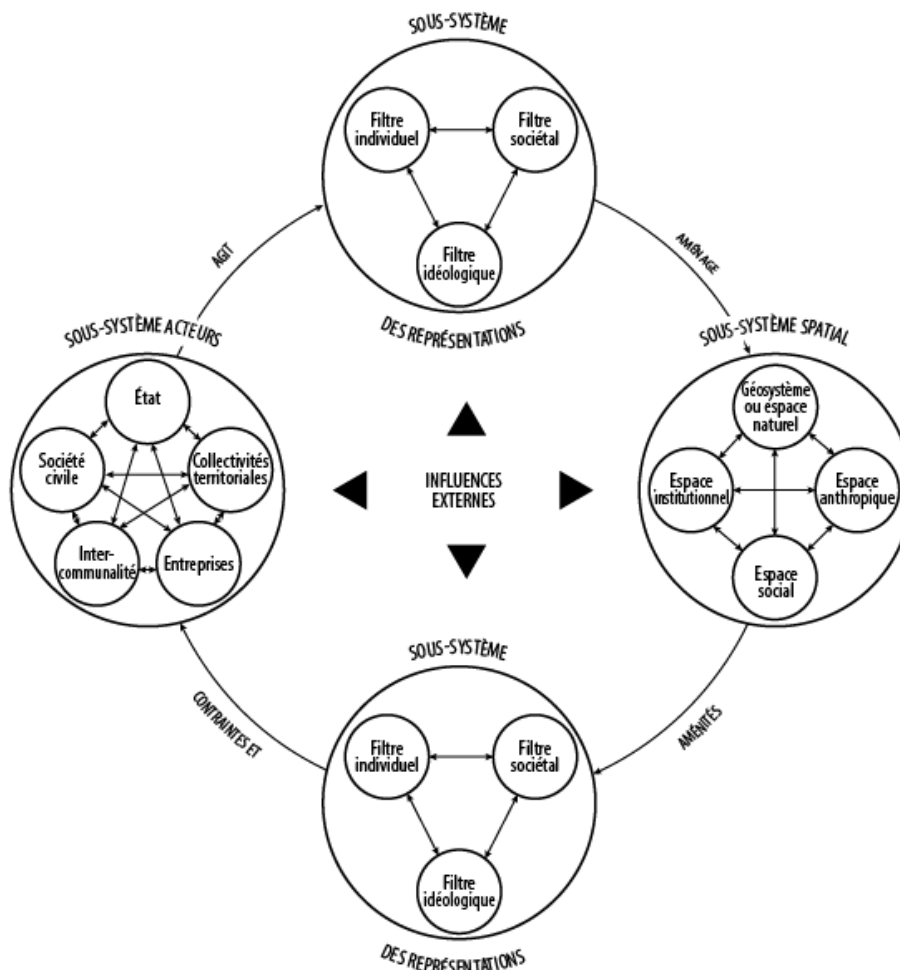 SOUS-SYSTÈME
Filtre
individuel
Filtre
sociétal
Filtre
idéologique
DES REPRÉSENTATIONS
AGIT
AMÉNAGE
SOUS-SYSTÈME ACTEURS
État
Société
civile
Collectivités
territoriales
Inter-
communalité
Entreprises
INFLUENCES
EXTERNES
SOUS-SYSTÈME SPATIAL
Géosystème
ou espace
naturel
Espace
institutionnel
Espace
anthropique
Espace
social
CONTRAINTES ET
AMÉNITÉS
SOUS-SYSTÈME
Filtre
individuel
Filtre
sociétal
Filtre
idéologique
DES REPRÉSENTATIONS